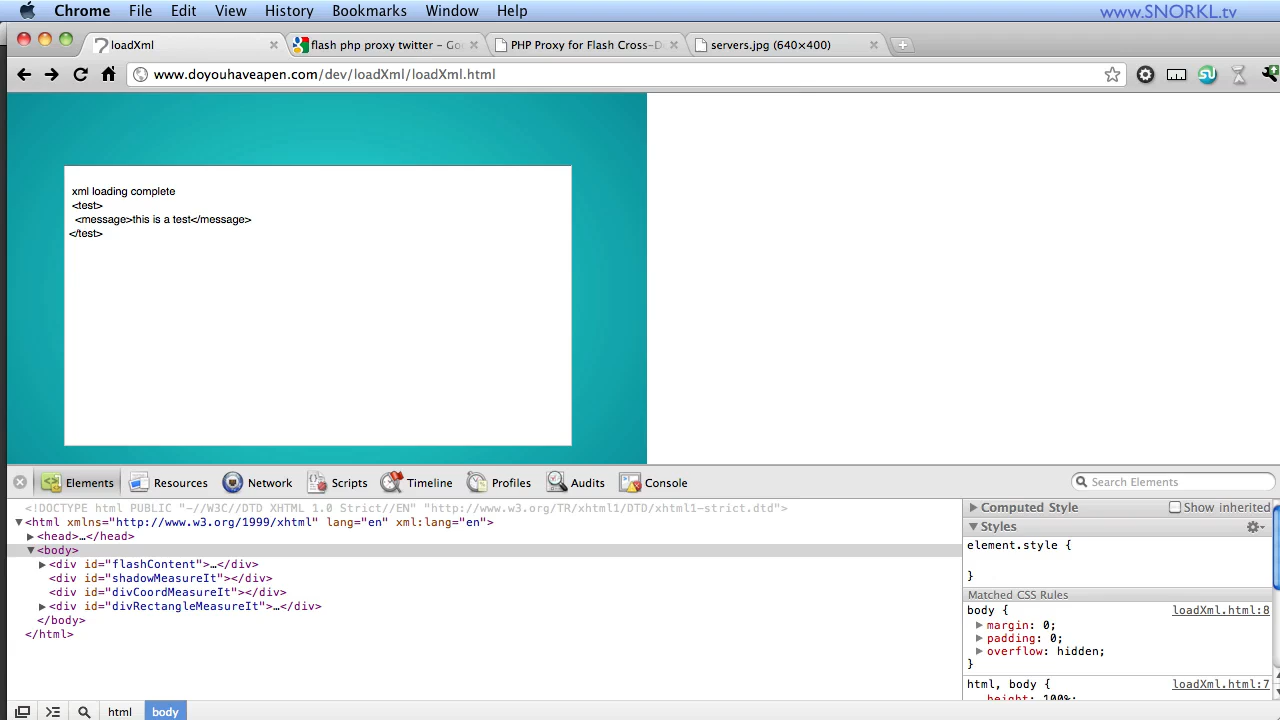 Chrome File Edit View History Bookmarks Window Help www.SNORKL.tv
loadXml flash php proxy twitter – Go PHP Proxy for Flash Cross-D servers.jpg (640×400)
www.doyouhaveapen.com/dev/loadXml/loadXml.html
xml loading complete
<test>
<message>this is a test</message>
</test>
Elements Resources Network Scripts Timeline Profiles Audits Console Search Elements
<!DOCTYPE html PUBLIC "-//W3C//DTD XHTML 1.0 Strict//EN" "http://www.w3.org/TR/xhtml1/DTD/xhtml1-strict.dtd">
<html xmlns="http://www.w3.org/1999/xhtml" lang="en" xml:lang="en">
<head>…</head>
<body>
<div id="flashContent">…</div>
<div id="shadowMeasureIt"></div>
<div id="divCoordMeasureIt"></div>
<div id="divRectangleMeasureIt">…</div>
</body>
</html>
Computed Style Show inherited
Styles
element.style {
}
Matched CSS Rules
body { loadXml.html:8
margin: 0;
padding: 0;
overflow: hidden;
}
html, body { loadXml.html:7
height: 100%;
html body